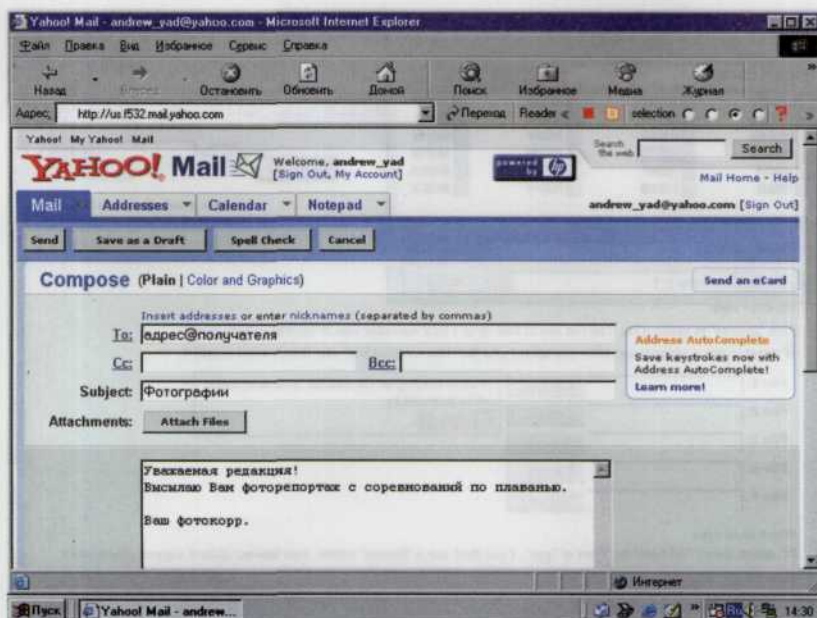 Yahoo! Mail - andrew_yad@yahoo.com - Microsoft Internet Explorer
Файл Правка Вид Избранное Сервис Справка
Назад Вперед Остановить Обновить Домой Поиск Избранное Медиа Журнал
Адрес: http://us.f532.mail.yahoo.com Переход Reader < selection ? »
Yahoo! My Yahoo! Mail
YAHOO! Mail Welcome, andrew_yad
[Sign Out, My Account]
powered by hp
Search the web Search
Mail Home - Help
Mail Addresses Calendar Notepad andrew_yad@yahoo.com [Sign Out]
Send Save as a Draft Spell Check Cancel
Compose (Plain | Color and Graphics) Send an eCard
Insert addresses or enter nicknames (separated by commas)
To: адрес@получателя
Cc: Bcc:
Subject: Фотографии
Attachments: Attach Files
Address AutoComplete
Save keystrokes now with
Address AutoComplete!
Learn more!
Уважаемая редакция!
Высылаю Вам фоторепортаж с соревнований по плаванью.
Ваш фотокорр.
Интернет
Пуск Yahoo! Mail - andrew... » Ru 14:30